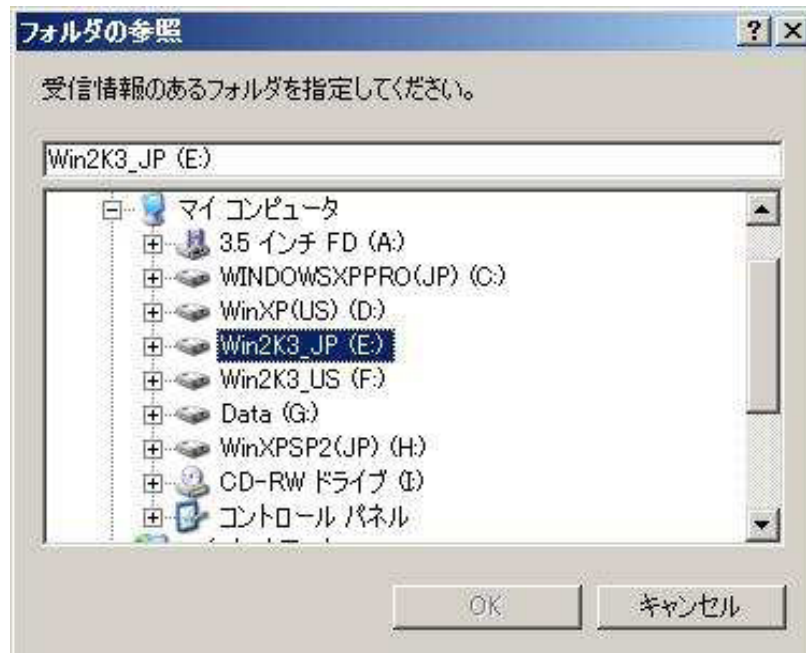 フォルダの参照
受信情報のあるフォルダを指定してください。
Win2K3_JP (E:)
マイ コンピュータ
3.5 インチ FD (A:)
WINDOWSXPPRO(JP) (C:)
WinXP(US) (D:)
Win2K3_JP (E:)
Win2K3_US (F:)
Data (G:)
WinXPSP2(JP) (H:)
CD-RW ドライブ (I:)
コントロール パネル
OK キャンセル